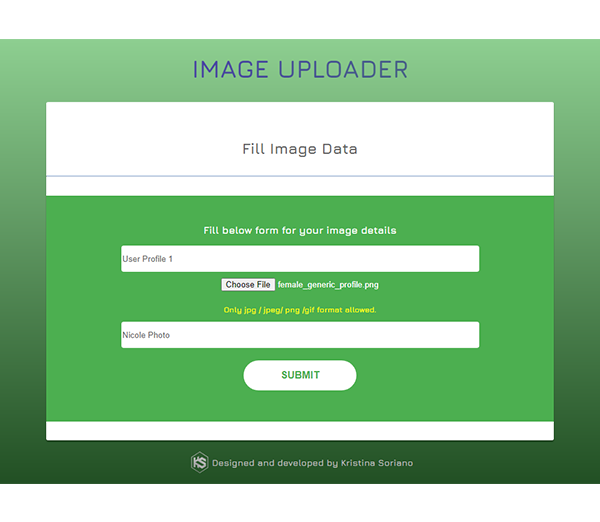 IMAGE UPLOADER
Fill Image Data
Fill below form for your image details
User Profile 1
Choose File female_generic_profile.png
Only jpg / jpeg/ png /gif format allowed.
Nicole Photo
SUBMIT
KS Designed and developed by Kristina Soriano